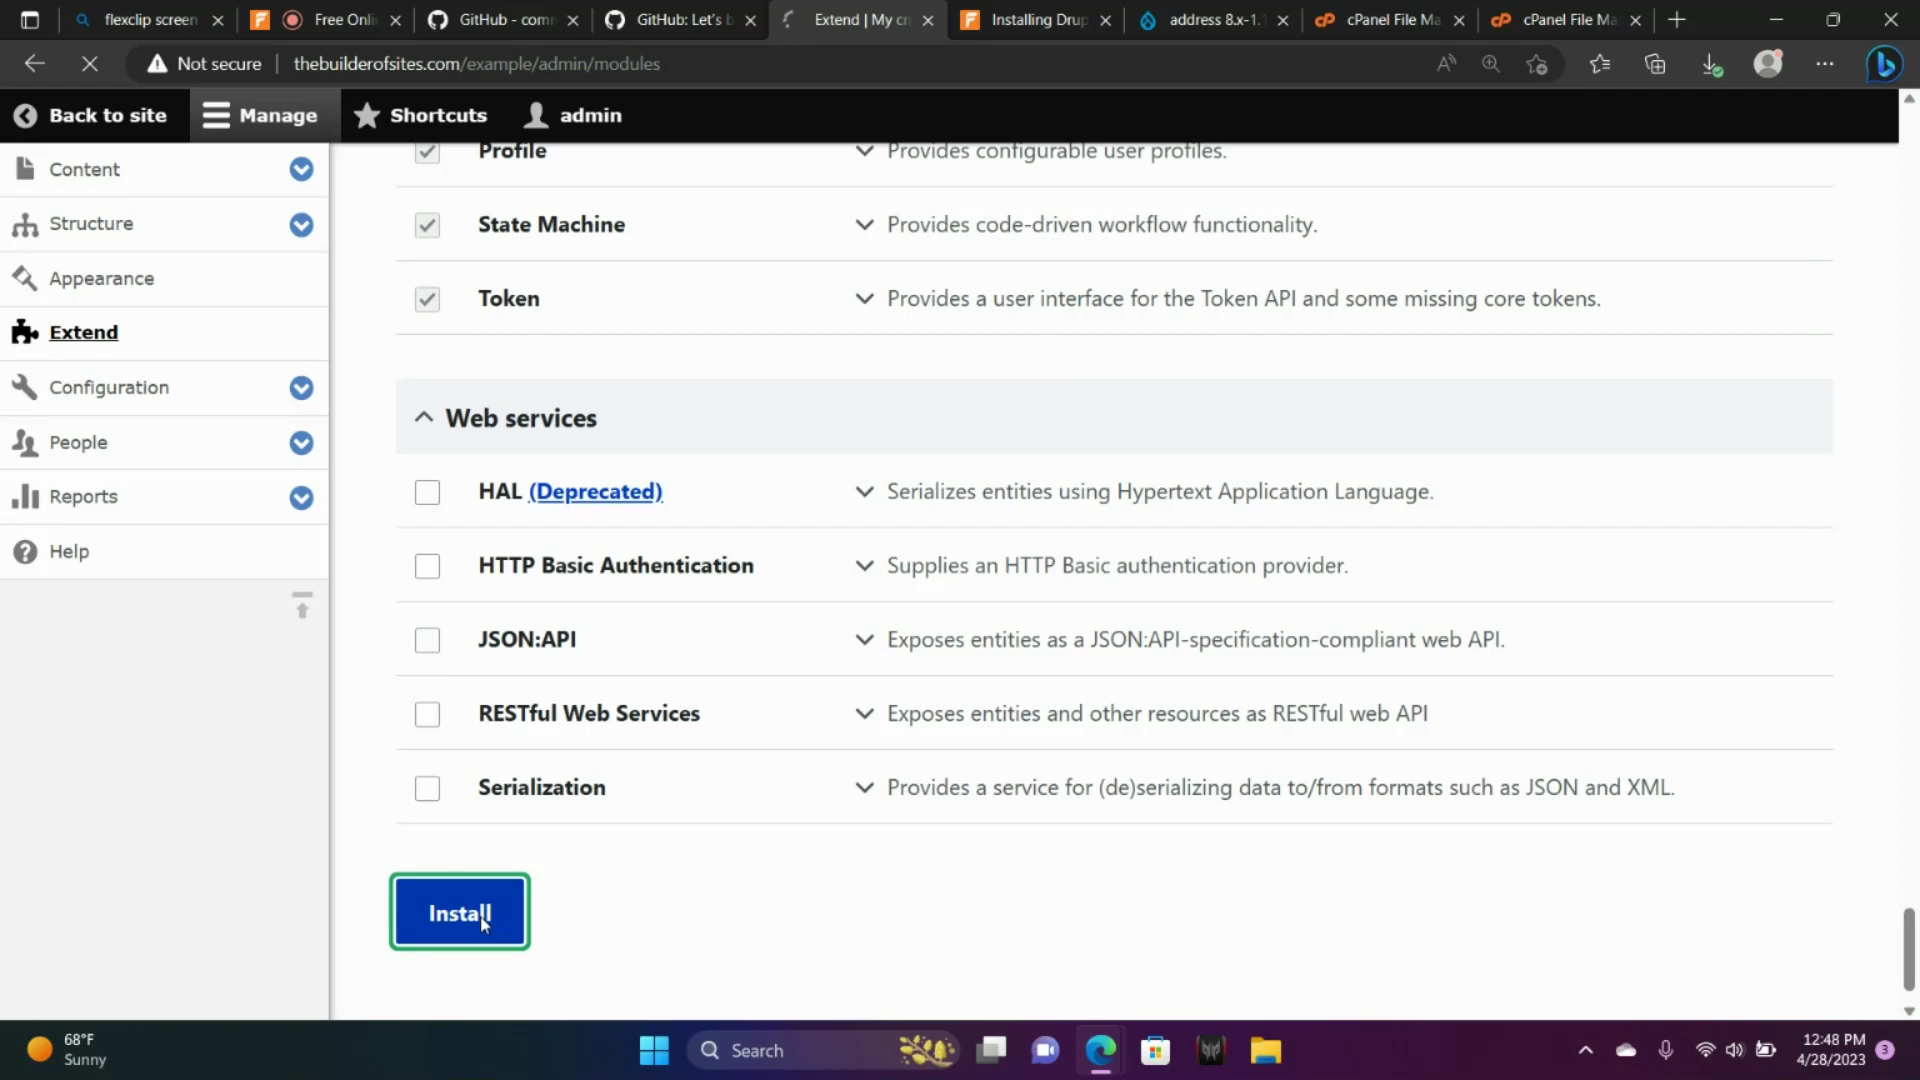 flexclip screen
Free Onli
GitHub - com
GitHub: Let's b
Extend | My cr
Installing Drup
address 8.x-1.1
cPanel File Ma
cPanel File Ma
Not secure
thebuilderofsites.com/example/admin/modules
Back to site
Manage
Shortcuts
admin
Content
Structure
Appearance
Extend
Configuration
People
Reports
Help
Profile
Provides configurable user profiles.
State Machine
Provides code-driven workflow functionality.
Token
Provides a user interface for the Token API and some missing core tokens.
Web services
HAL (Deprecated)
Serializes entities using Hypertext Application Language.
HTTP Basic Authentication
Supplies an HTTP Basic authentication provider.
JSON:API
Exposes entities as a JSON:API-specification-compliant web API.
RESTful Web Services
Exposes entities and other resources as RESTful web API
Serialization
Provides a service for (de)serializing data to/from formats such as JSON and XML.
Install
68°F
Sunny
Search
12:48 PM
4/28/2023
3